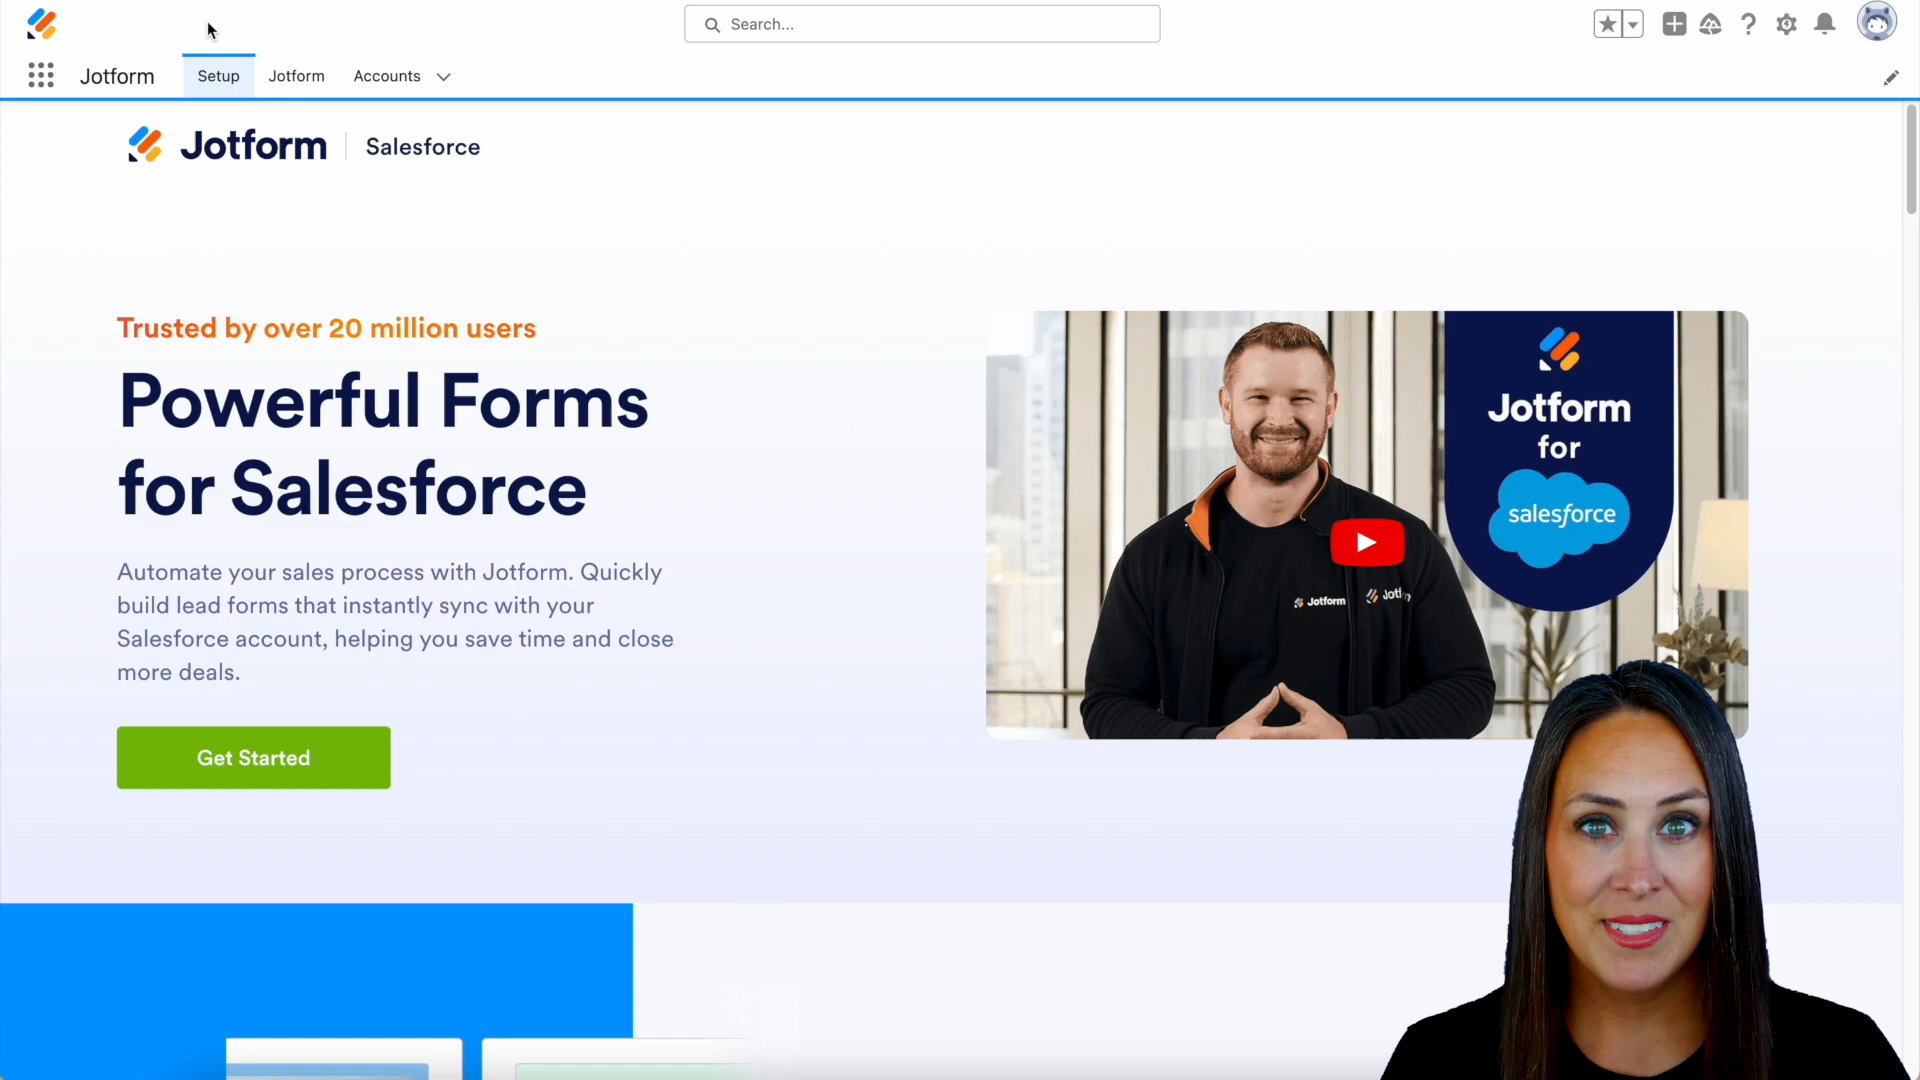 Search...
Jotform
Setup
Jotform
Accounts
Jotform
Salesforce
Trusted by over 20 million users
Powerful Forms
for Salesforce
Automate your sales process with Jotform. Quickly
build lead forms that instantly sync with your
Salesforce account, helping you save time and close
more deals.
Get Started
Jotform
for
salesforce
Jotform